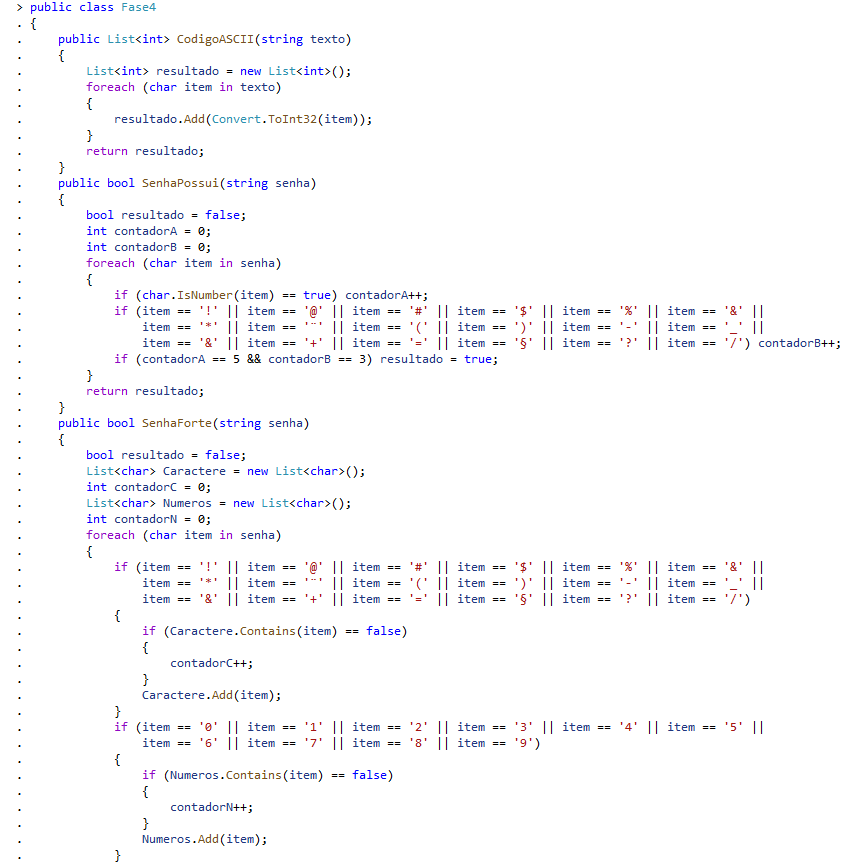 > public class Fase4
. {
.     public List<int> CodigoASCII(string texto)
.     {
.         List<int> resultado = new List<int>();
.         foreach (char item in texto)
.         {
.             resultado.Add(Convert.ToInt32(item));
.         }
.         return resultado;
.     }
.     public bool SenhaPossui(string senha)
.     {
.         bool resultado = false;
.         int contadorA = 0;
.         int contadorB = 0;
.         foreach (char item in senha)
.         {
.             if (char.IsNumber(item) == true) contadorA++;
.             if (item == '!' || item == '@' || item == '#' || item == '$' || item == '%' || item == '&' ||
.                 item == '*' || item == '¨' || item == '(' || item == ')' || item == '-' || item == '_' ||
.                 item == '&' || item == '+' || item == '=' || item == '§' || item == '?' || item == '/') contadorB++;
.             if (contadorA == 5 && contadorB == 3) resultado = true;
.         }
.         return resultado;
.     }
.     public bool SenhaForte(string senha)
.     {
.         bool resultado = false;
.         List<char> Caractere = new List<char>();
.         int contadorC = 0;
.         List<char> Numeros = new List<char>();
.         int contadorN = 0;
.         foreach (char item in senha)
.         {
.             if (item == '!' || item == '@' || item == '#' || item == '$' || item == '%' || item == '&' ||
.                 item == '*' || item == '¨' || item == '(' || item == ')' || item == '-' || item == '_' ||
.                 item == '&' || item == '+' || item == '=' || item == '§' || item == '?' || item == '/')
.             {
.                 if (Caractere.Contains(item) == false)
.                 {
.                     contadorC++;
.                 }
.                 Caractere.Add(item);
.             }
.             if (item == '0' || item == '1' || item == '2' || item == '3' || item == '4' || item == '5' ||
.                 item == '6' || item == '7' || item == '8' || item == '9')
.             {
.                 if (Numeros.Contains(item) == false)
.                 {
.                     contadorN++;
.                 }
.                 Numeros.Add(item);
.             }